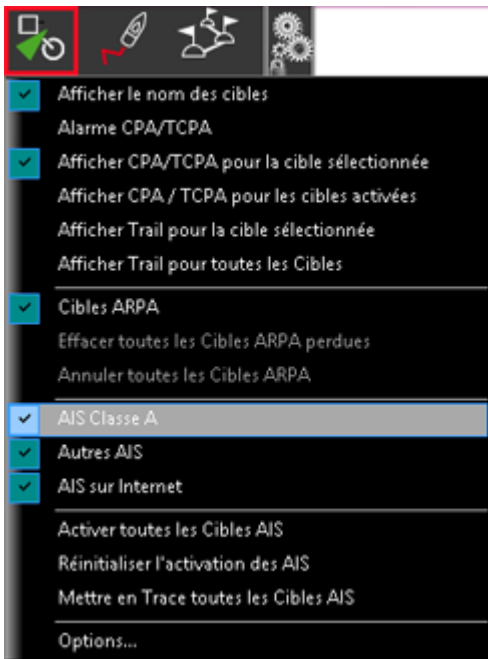 Afficher le nom des cibles
Alarme CPA/TCPA
Afficher CPA/TCPA pour la cible sélectionnée
Afficher CPA / TCPA pour les cibles activées
Afficher Trail pour la cible sélectionnée
Afficher Trail pour toutes les Cibles
Cibles ARPA
Effacer toutes les Cibles ARPA perdues
Annuler toutes les Cibles ARPA
AIS Classe A
Autres AIS
AIS sur Internet
Activer toutes les Cibles AIS
Réinitialiser l'activation des AIS
Mettre en Trace toutes les Cibles AIS
Options...